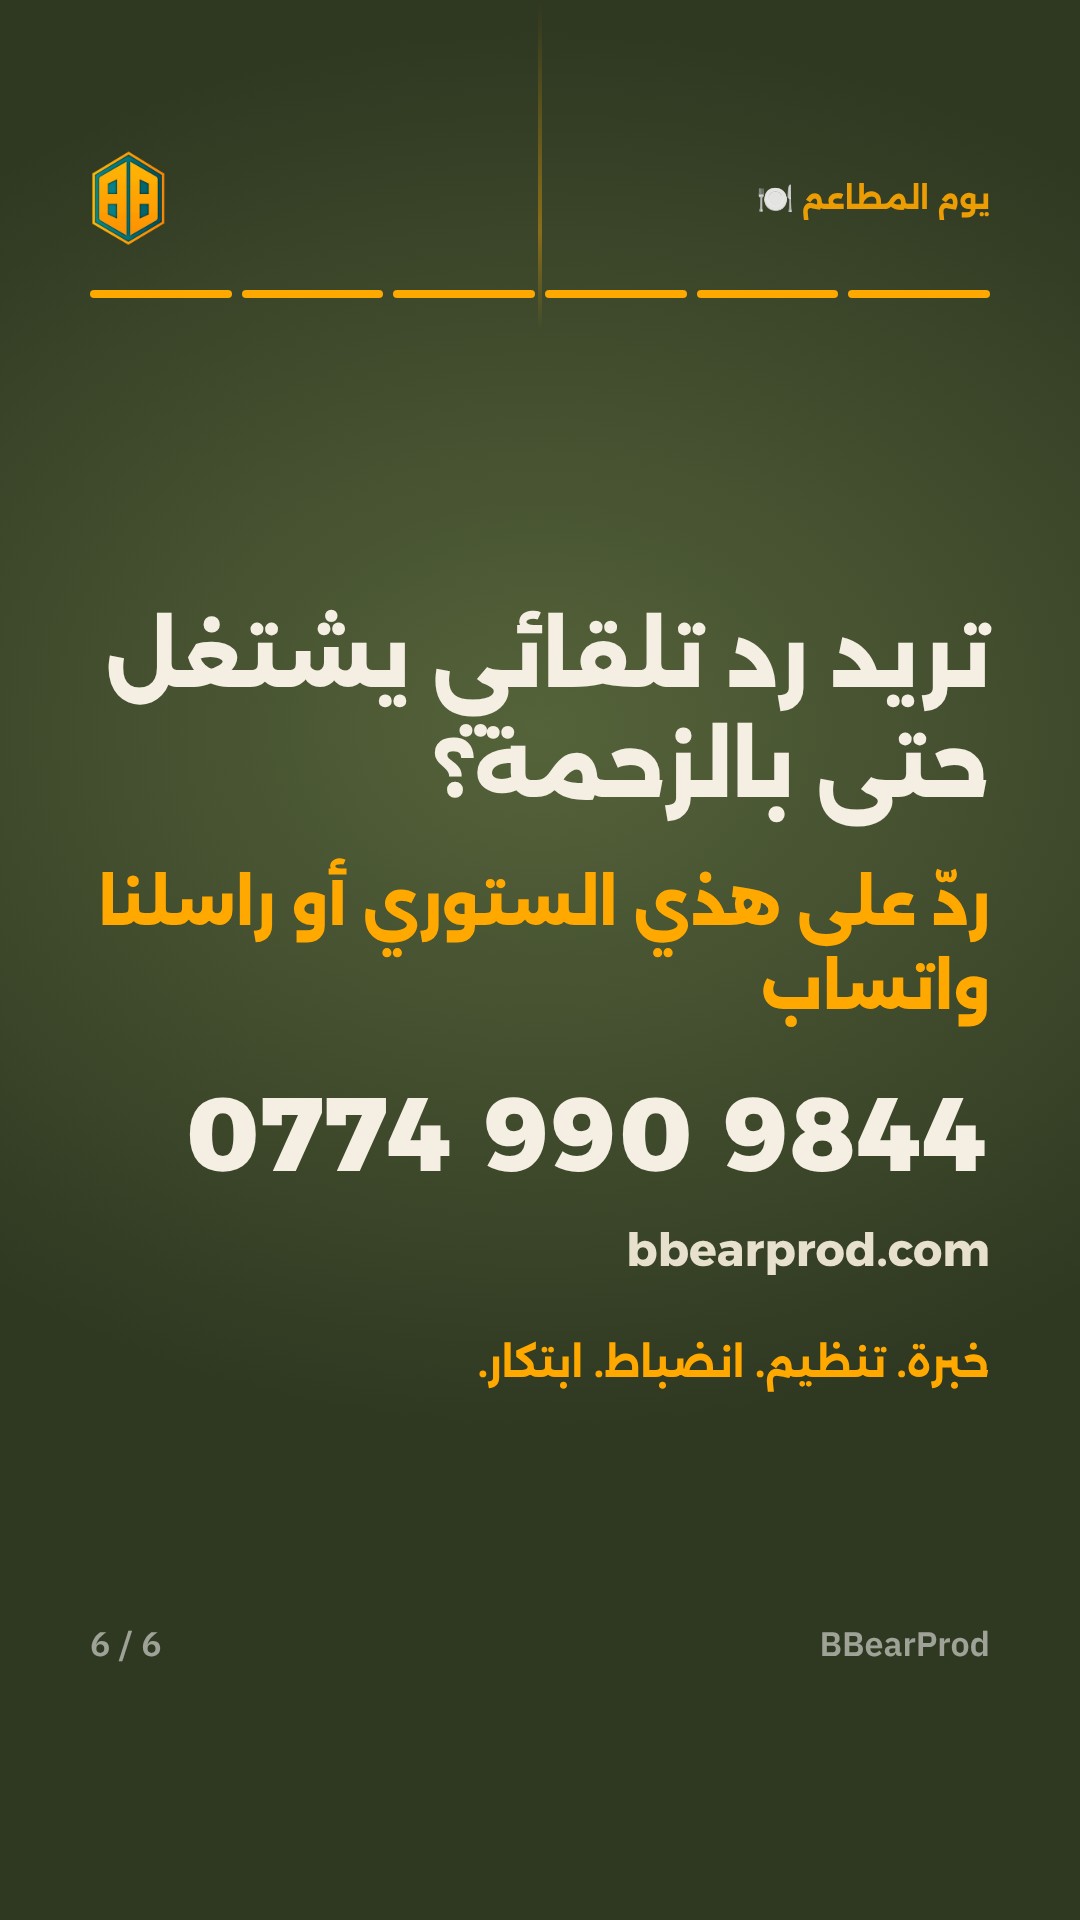 يوم المطاعم 🍽️
BB
تريد رد تلقائي يشتغل
حتى بالزحمة؟
ردّ على هذي الستوري أو راسلنا
واتساب
0774 990 9844
bbearprod.com
خبرة. تنظيم. انضباط. ابتكار.
BBearProd
6 / 6